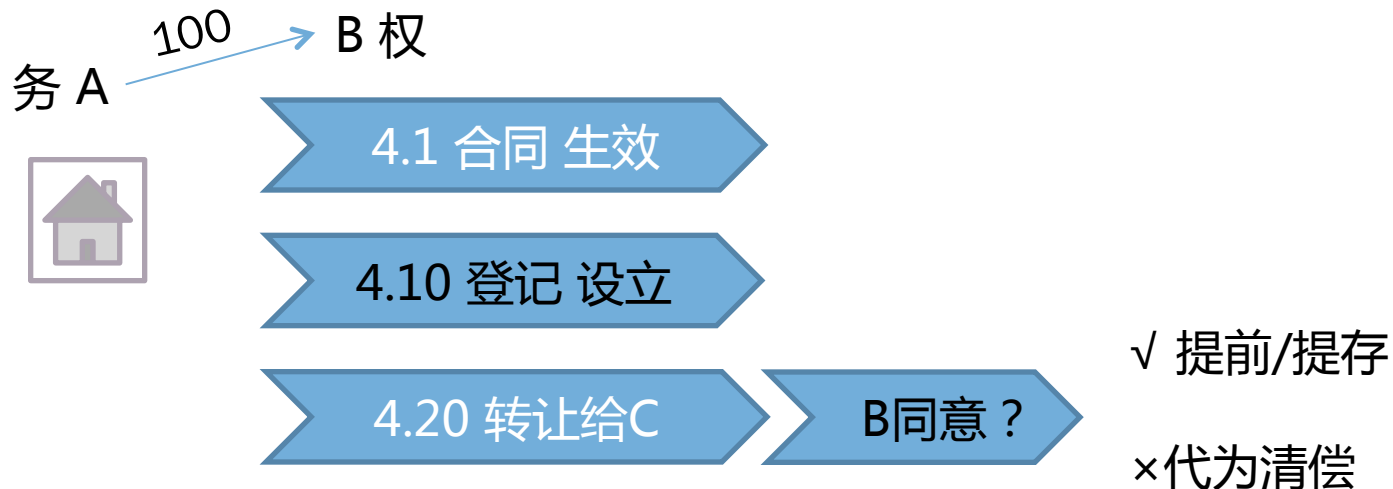 100
B 权
务 A
4.1 合同 生效
4.10 登记 设立
4.20 转让给C
B同意？
√ 提前/提存
×代为清偿